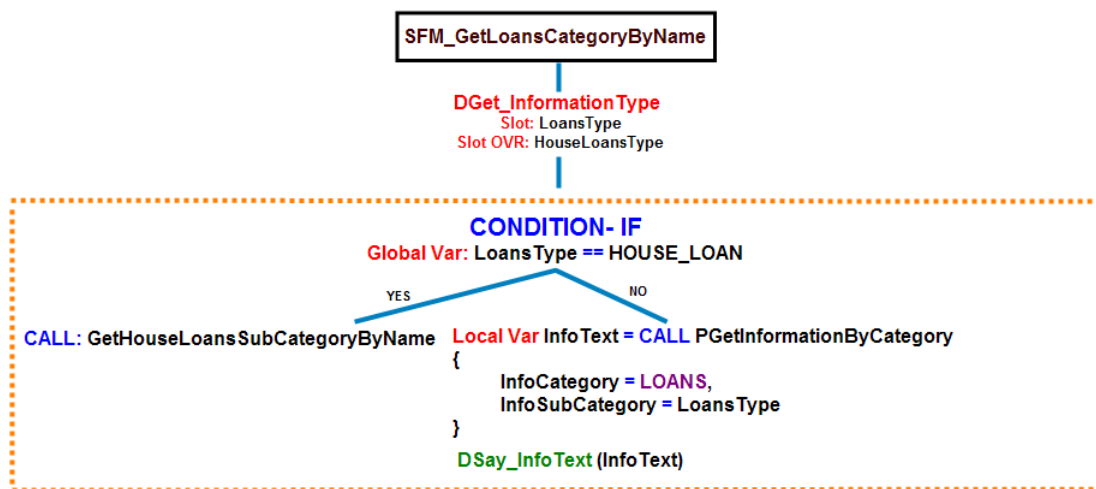 SFM_GetLoansCategoryByName
DGet_InformationType
Slot: LoansType
Slot OVR: HouseLoansType
CONDITION- IF
Global Var: LoansType == HOUSE_LOAN
YES
NO
CALL: GetHouseLoansSubCategoryByName
Local Var InfoText = CALL PGetInformationByCategory
{
InfoCategory = LOANS,
InfoSubCategory = LoansType
}
DSay_InfoText (InfoText)